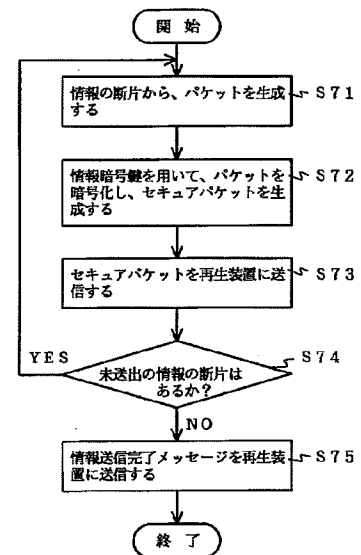 開 始
情報の断片から、パケットを生成
する
S71
情報暗号鍵を用いて、パケットを
暗号化し、セキュアパケットを生
成する
S72
セキュアパケットを再生装置に送
信する
S73
YES
未送出の情報の断片は
あるか?
S74
NO
情報送信完了メッセージを再生装
置に送信する
S75
終 了